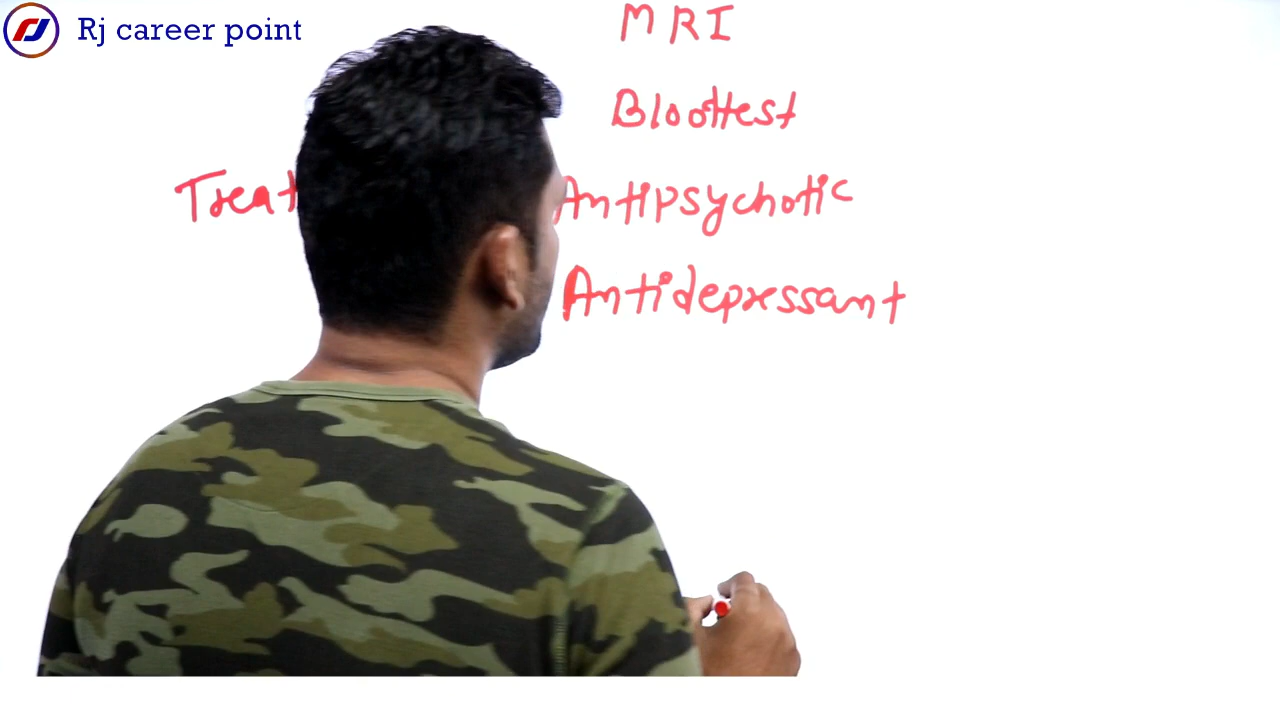 Rj career point
MRI
Bloottest
Treat Antipsychotic
Antidepressant